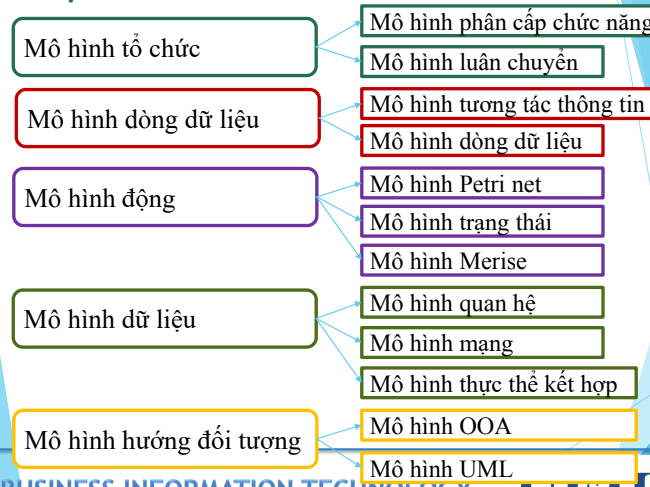 Mô hình tổ chức
Mô hình phân cấp chức năng
Mô hình luân chuyển
Mô hình dòng dữ liệu
Mô hình tương tác thông tin
Mô hình dòng dữ liệu
Mô hình động
Mô hình Petri net
Mô hình trạng thái
Mô hình Merise
Mô hình dữ liệu
Mô hình quan hệ
Mô hình mạng
Mô hình thực thể kết hợp
Mô hình hướng đối tượng
Mô hình OOA
Mô hình UML
BUSINESS INFORMATION TECHNOLOGY